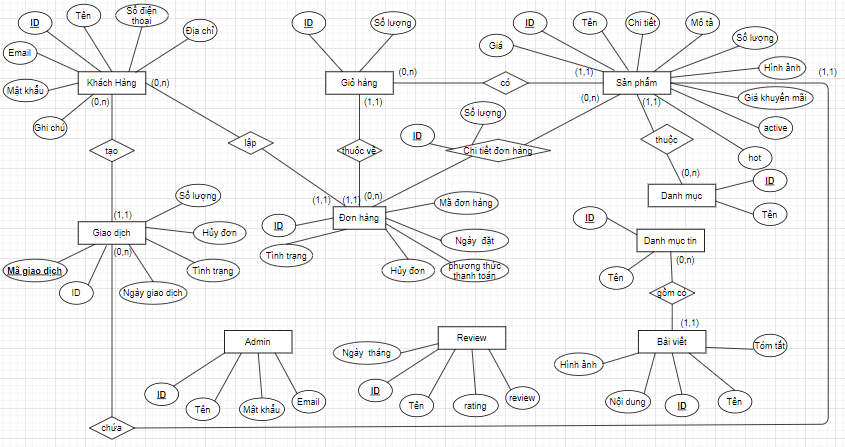 ID
Tên
Số điện
thoại
Địa chỉ
Email
Khách Hàng
(0,n)
Mật khẩu
(0,n)
Ghi chú
ID
Số lượng
Giỏ hàng
(0,n)
(1,1)
có
(1,1)
ID
Tên
Chi tiết
Mô tả
Giá
Số lượng
Hình ảnh
Sản phẩm
(1,1)
(0,n)
(1,1)
Giá khuyến mãi
active
hot
tạo
lập
thuộc về
Số lượng
ID
Chi tiết đơn hàng
thuộc
(0,n)
Danh mục
ID
Tên
(1,1)
Giao dịch
(0,n)
Số lượng
Hủy đơn
Tình trạng
Mã giao dịch
ID
Ngày giao dịch
(1,1)
(1,1)
(0,n)
Đơn hàng
ID
Tình trạng
Mã đơn hàng
Ngày đặt
Hủy đơn
phương thức
thanh toán
ID
Danh mục tin
Tên
(0,n)
gồm có
(1,1)
Bài viết
Tóm tắt
Hình ảnh
Nội dung
ID
Tên
Admin
ID
Tên
Mật khẩu
Email
Review
Ngày tháng
ID
Tên
rating
review
chứa